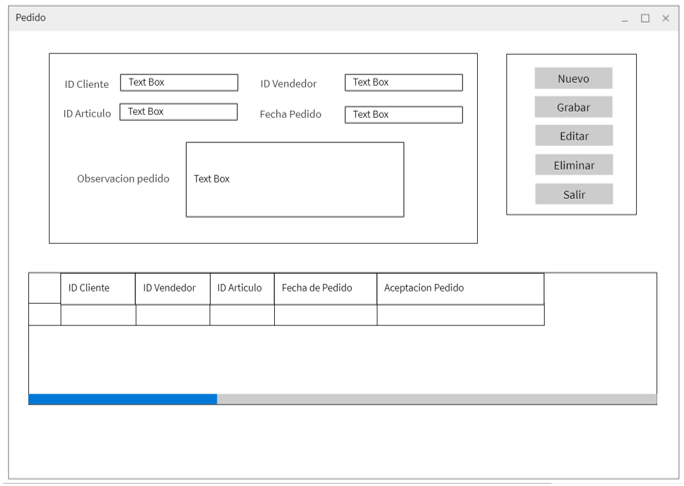 Pedido
ID Cliente Text Box ID Vendedor Text Box
ID Articulo Text Box Fecha Pedido Text Box
Observacion pedido Text Box
Nuevo
Grabar
Editar
Eliminar
Salir
ID Cliente ID Vendedor ID Articulo Fecha de Pedido Aceptacion Pedido